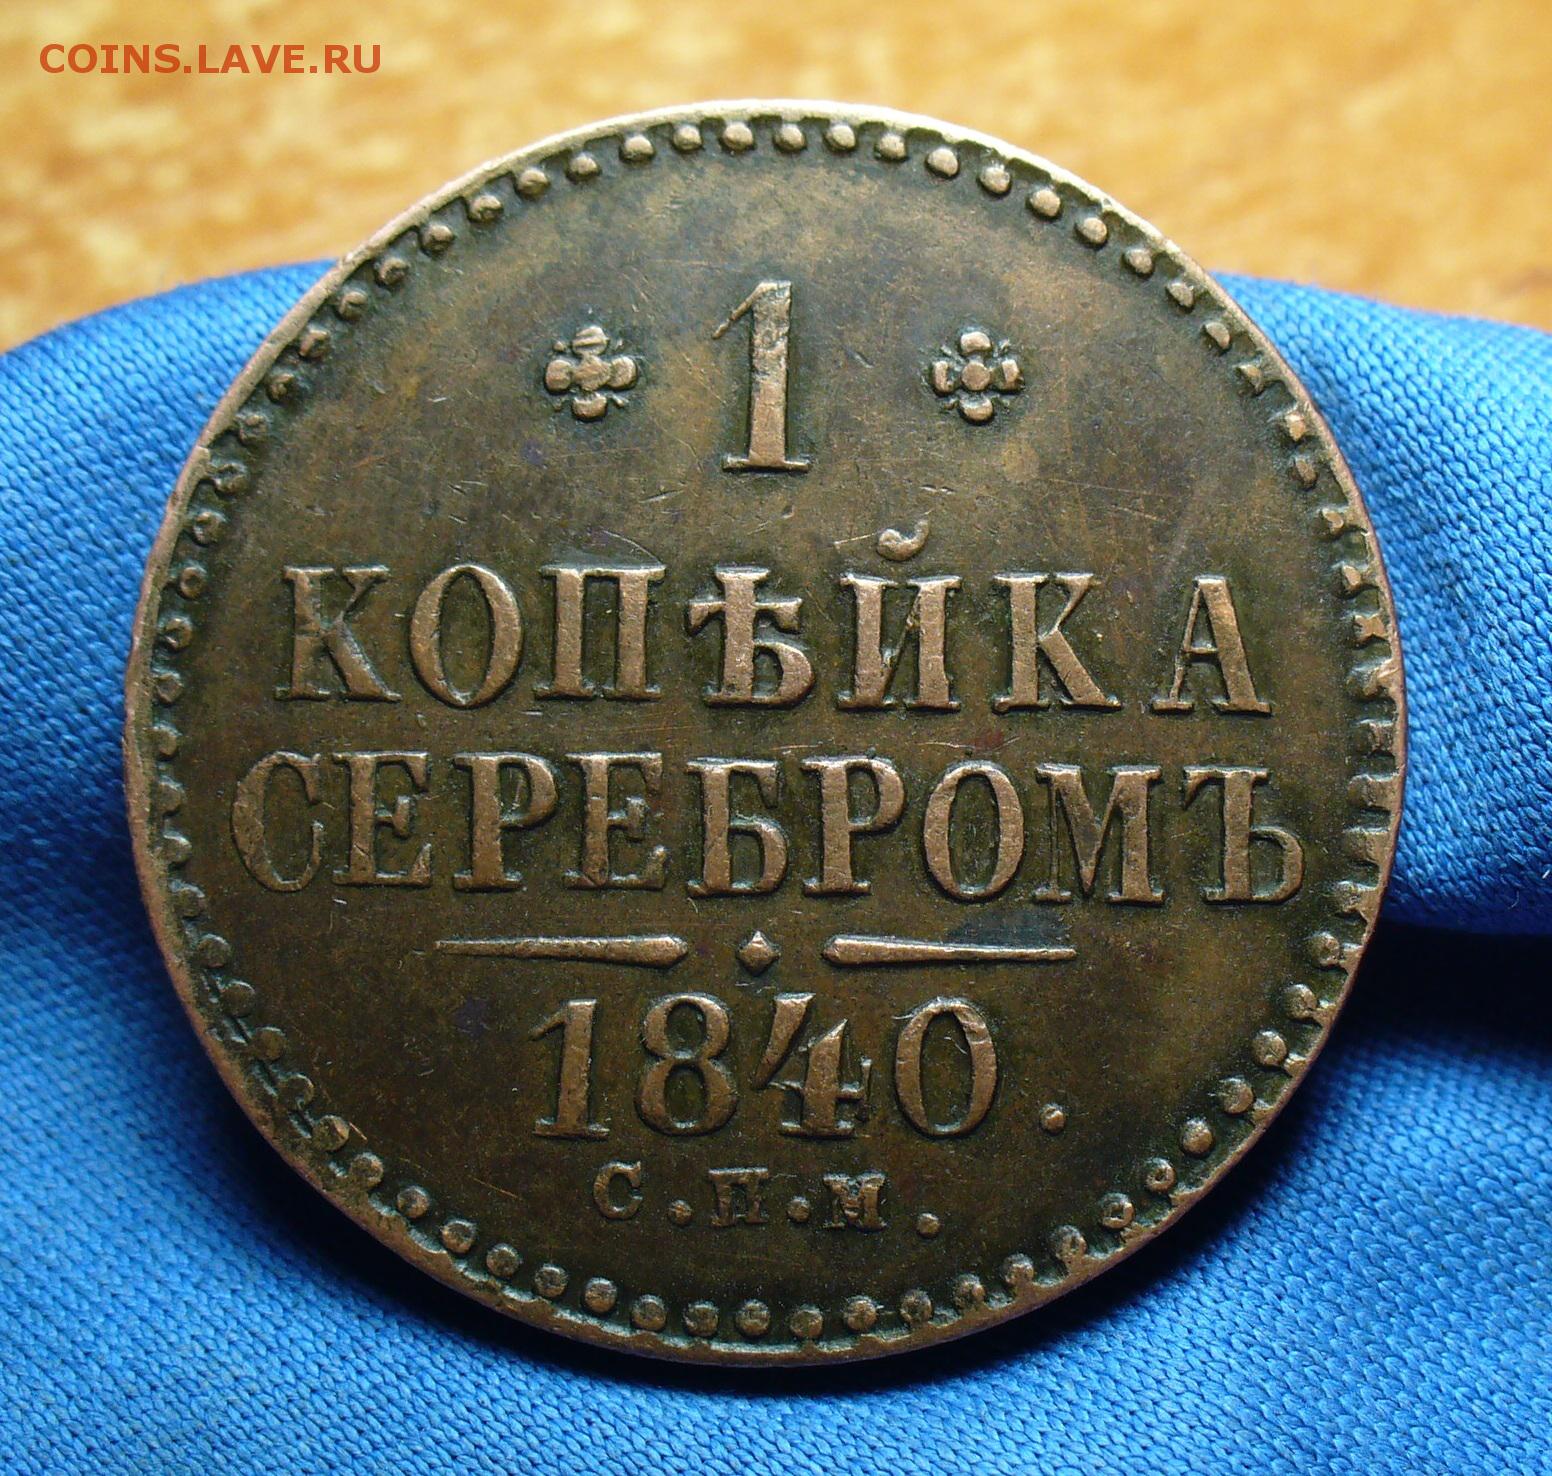 COINS.LAVE.RU
1
КОПѢЙКА
СЕРЕБРОМЪ
1840.
С.П.М.